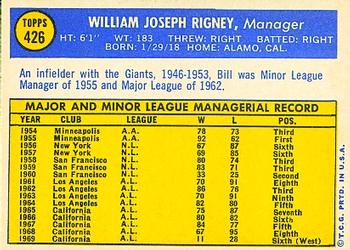 TOPPS
426
WILLIAM JOSEPH RIGNEY, Manager
HT: 6'1" WT: 183 THREW: RIGHT BATTED: RIGHT
BORN: 1/29/18 HOME: ALAMO, CAL.
An infielder with the Giants, 1946-1953, Bill was Minor League
Manager of 1955 and Major League of 1962.
MAJOR AND MINOR LEAGUE MANAGERIAL RECORD
YEAR CLUB LEAGUE W L POS.
1954 Minneapolis A.A. 78 73 Third
1955 Minneapolis A.A. 92 62 First
1956 New York N.L. 67 87 Sixth
1957 New York N.L. 69 85 Sixth
1958 San Francisco N.L. 80 74 Third
1959 San Francisco N.L. 83 71 Third
1960 San Francisco N.L. 33 25 Second
1961 Los Angeles A.L. 70 91 Eighth
1962 Los Angeles A.L. 86 76 Third
1963 Los Angeles A.L. 70 91 Ninth
1964 Los Angeles A.L. 82 80 Fifth
1965 California A.L. 75 87 Seventh
1966 California A.L. 80 82 Sixth
1967 California A.L. 84 77 Fifth
1968 California A.L. 67 95 Eighth
1969 California A.L. 11 28 Sixth (West)
© T.C.G. PRTD. IN U.S.A.